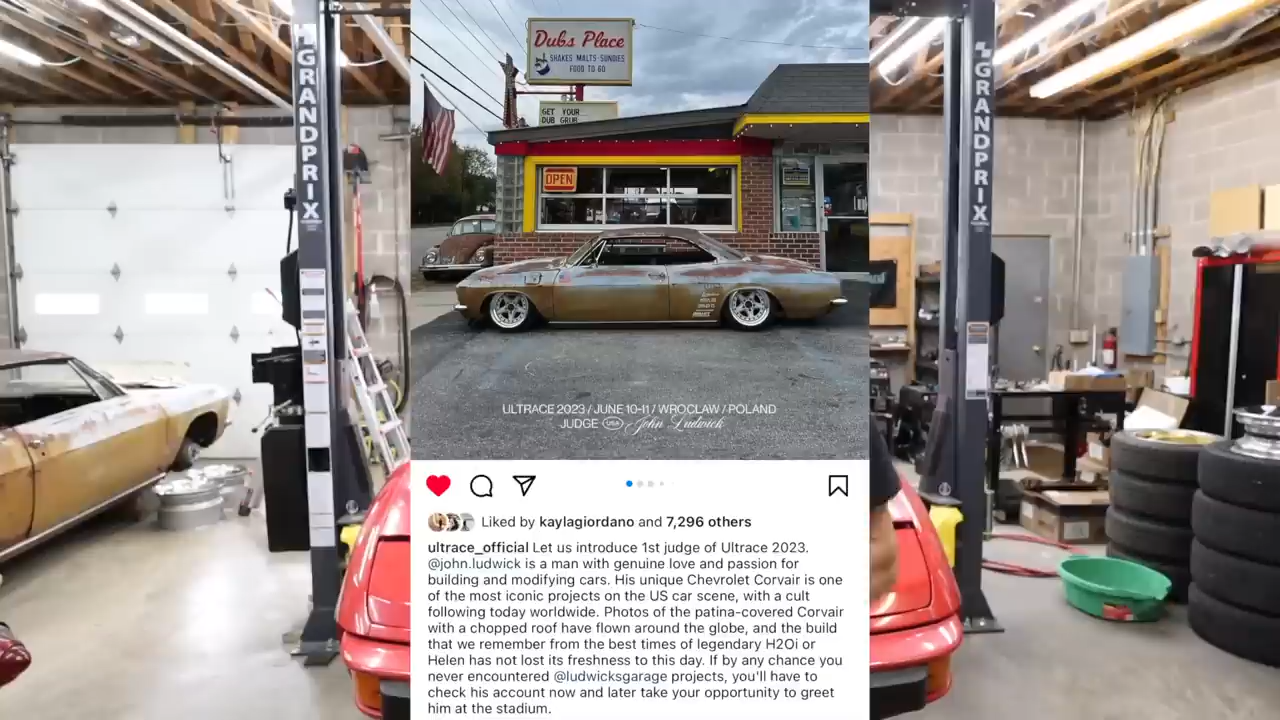 GRANDPRIX
GRANDPRIX
Dubs Place
SHAKES-MALTS-SUNDIES
FOOD TO GO
GET YOUR
DUB GRUB
OPEN
ULTRACE 2023 / JUNE 10-11 / WROCLAW / POLAND
JUDGE USA John Ludwick
Liked by kaylagiordano and 7,296 others
ultrace_official Let us introduce 1st judge of Ultrace 2023.
@john.ludwick is a man with genuine love and passion for
building and modifying cars. His unique Chevrolet Corvair is one
of the most iconic projects on the US car scene, with a cult
following today worldwide. Photos of the patina-covered Corvair
with a chopped roof have flown around the globe, and the build
that we remember from the best times of legendary H2Oi or
Helen has not lost its freshness to this day. If by any chance you
never encountered @ludwicksgarage projects, you'll have to
check his account now and later take your opportunity to greet
him at the stadium.